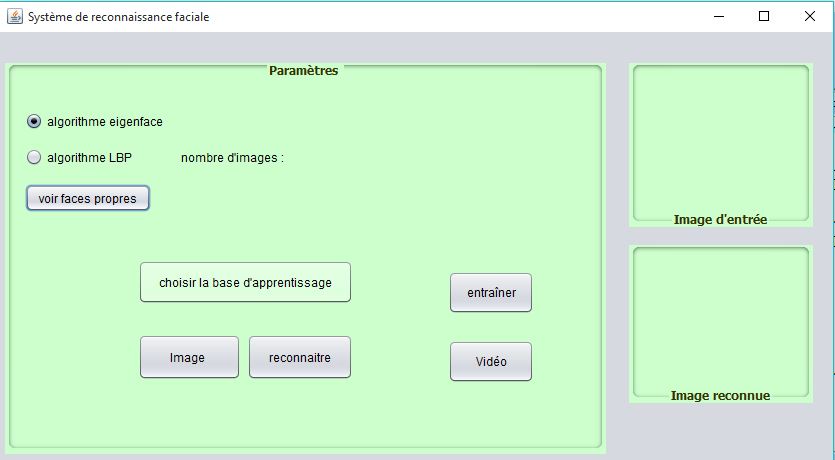 Système de reconnaissance faciale
Paramètres
algorithme eigenface
algorithme LBP
nombre d'images :
voir faces propres
choisir la base d'apprentissage
entraîner
Image
reconnaitre
Vidéo
Image d'entrée
Image reconnue